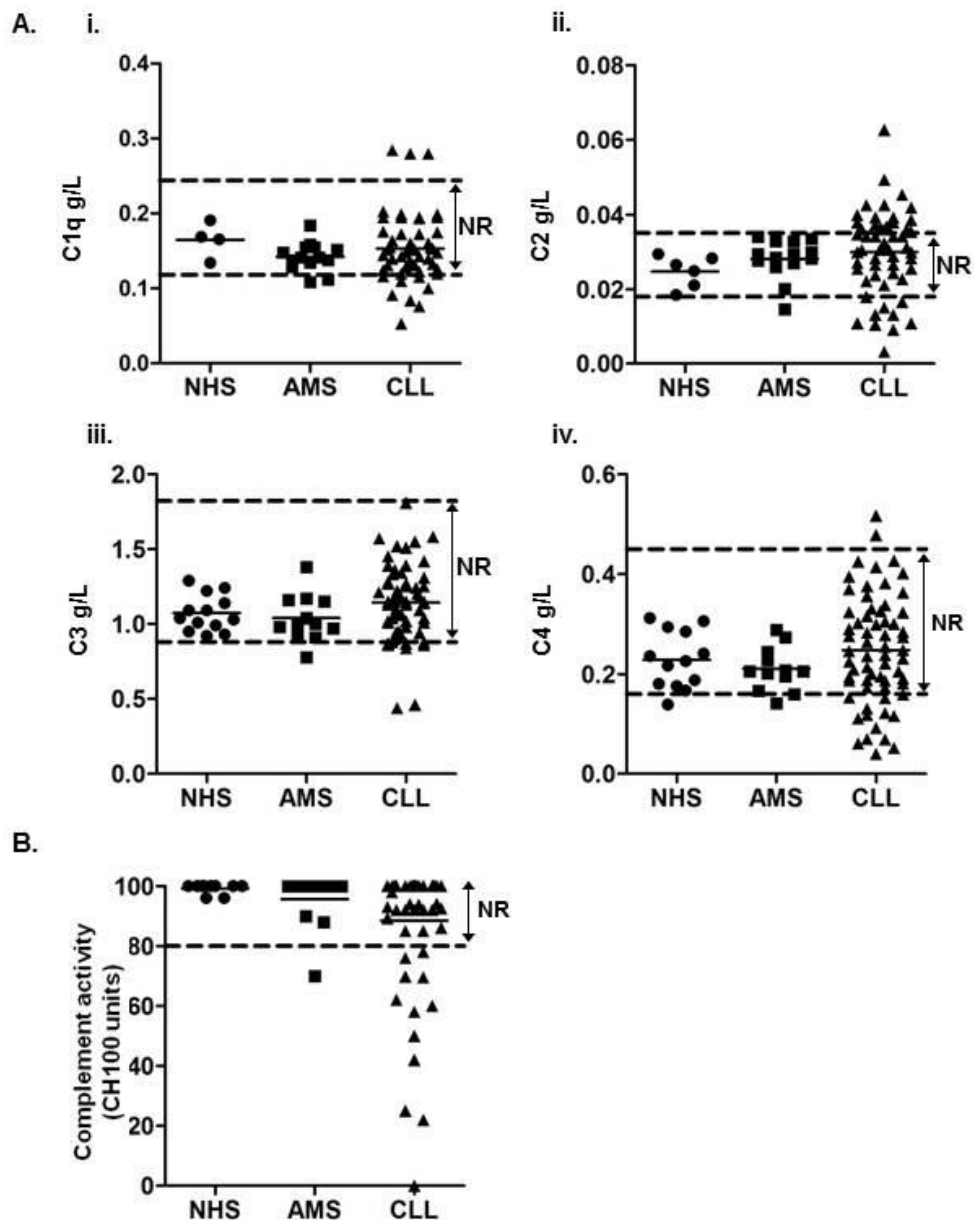 A.
i.
C1q g/L
0.4
0.3
0.2
0.1
0.0
NR
NHS AMS CLL
ii.
C2 g/L
0.08
0.06
0.04
0.02
0.00
NR
NHS AMS CLL
iii.
C3 g/L
2.0
1.5
1.0
0.5
0.0
NR
NHS AMS CLL
iv.
C4 g/L
0.6
0.4
0.2
0.0
NR
NHS AMS CLL
B.
Complement activity
(CH100 units)
100
80
60
40
20
0
NR
NHS AMS CLL